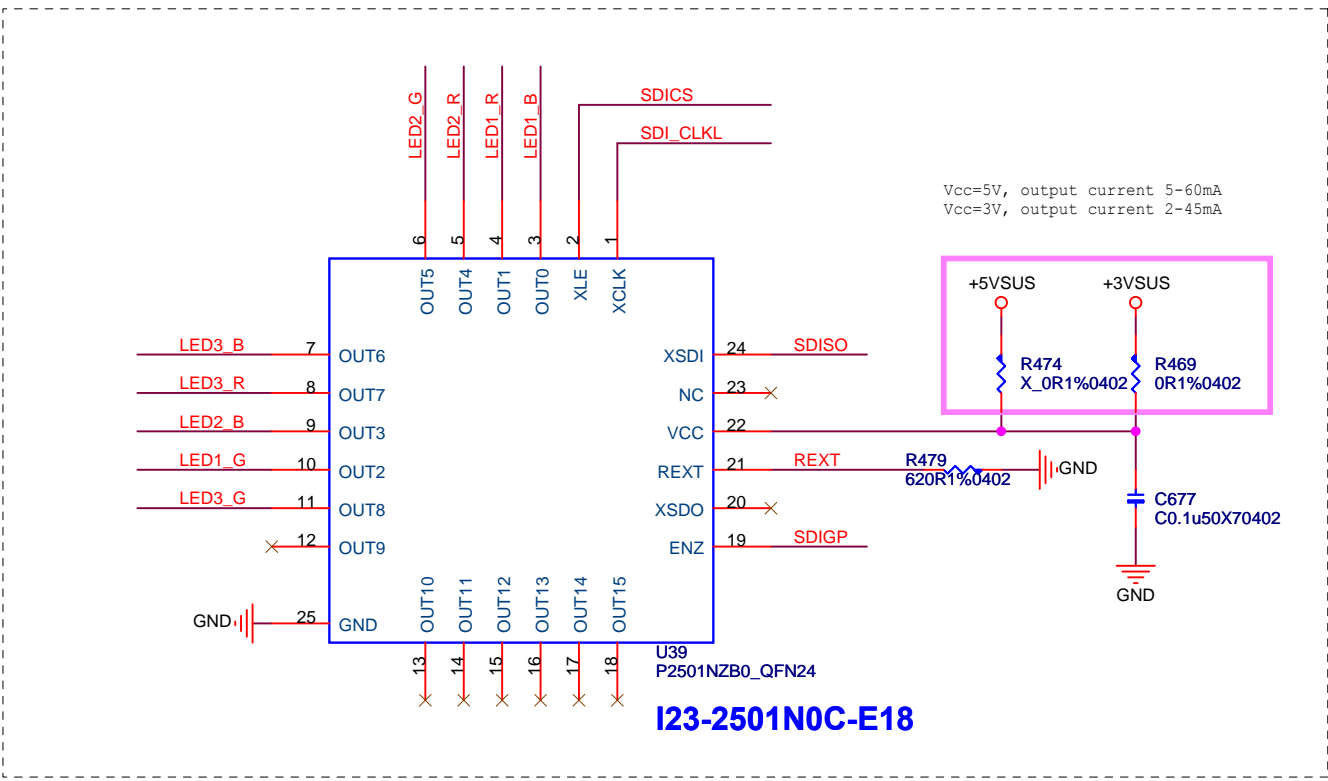 SDICS
SDI_CLKL
LED2_G
LED2_R
LED1_R
LED1_B
Vcc=5V, output current 5-60mA
Vcc=3V, output current 2-45mA
6
5
4
3
2
1
OUT5
OUT4
OUT1
OUT0
XLE
XCLK
+5VSUS
+3VSUS
R474
X_0R1%0402
R469
0R1%0402
LED3_B
7
OUT6
XSDI
24
SDISO
LED3_R
8
OUT7
NC
23
LED2_B
9
OUT3
VCC
22
LED1_G
10
OUT2
REXT
21
REXT
R479
620R1%0402
GND
LED3_G
11
OUT8
XSDO
20
C677
C0.1u50X70402
12
OUT9
ENZ
19
SDIGP
GND
GND
25
GND
OUT10
OUT11
OUT12
OUT13
OUT14
OUT15
13
14
15
16
17
18
U39
P2501NZB0_QFN24
I23-2501N0C-E18